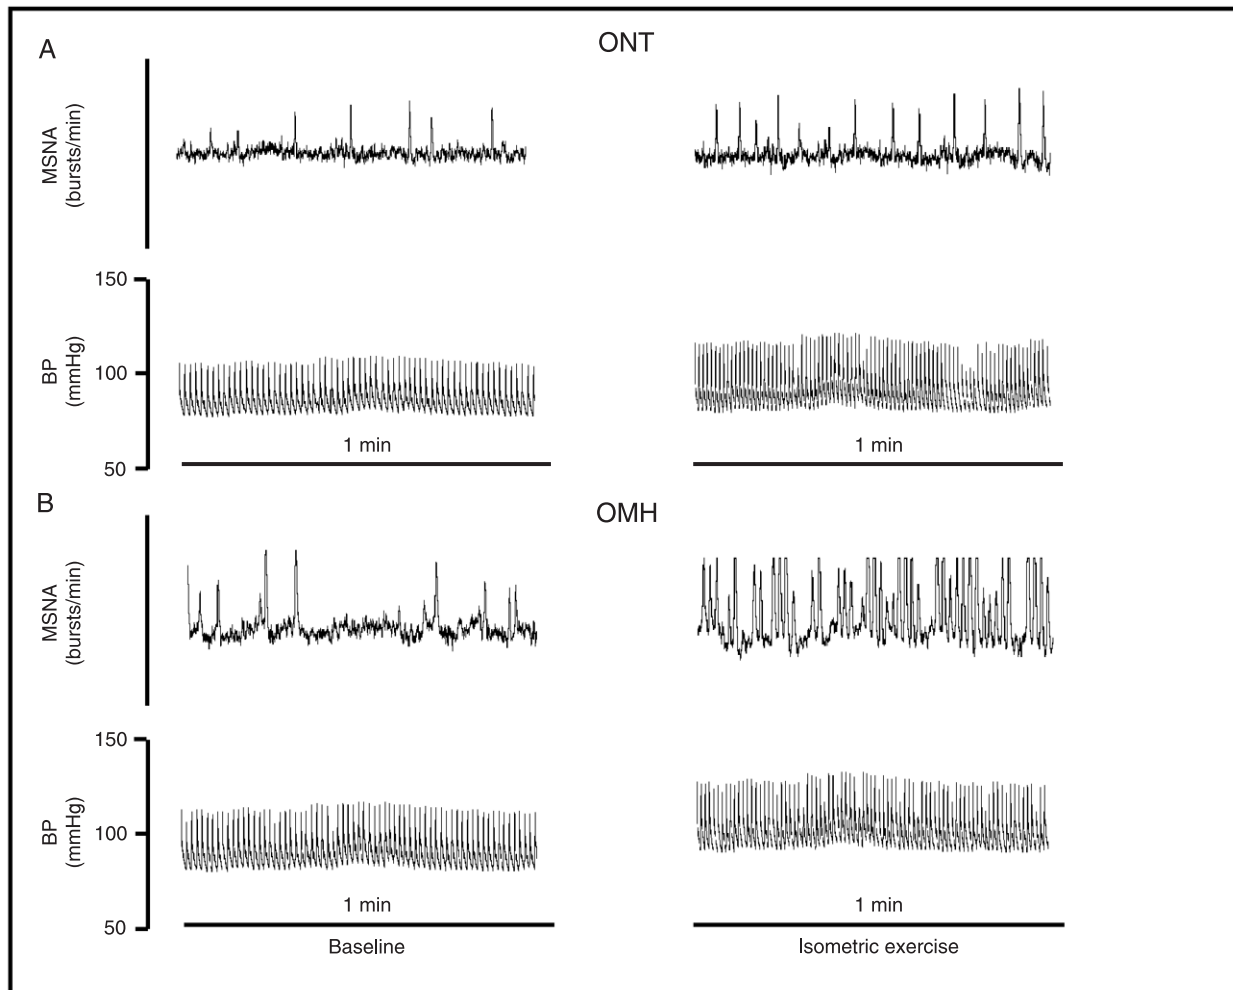 A
ONT
MSNA
(bursts/min)
150
BP
(mmHg)
100
1 min
1 min
50
B
OMH
MSNA
(bursts/min)
150
BP
(mmHg)
100
1 min
1 min
50
Baseline
Isometric exercise